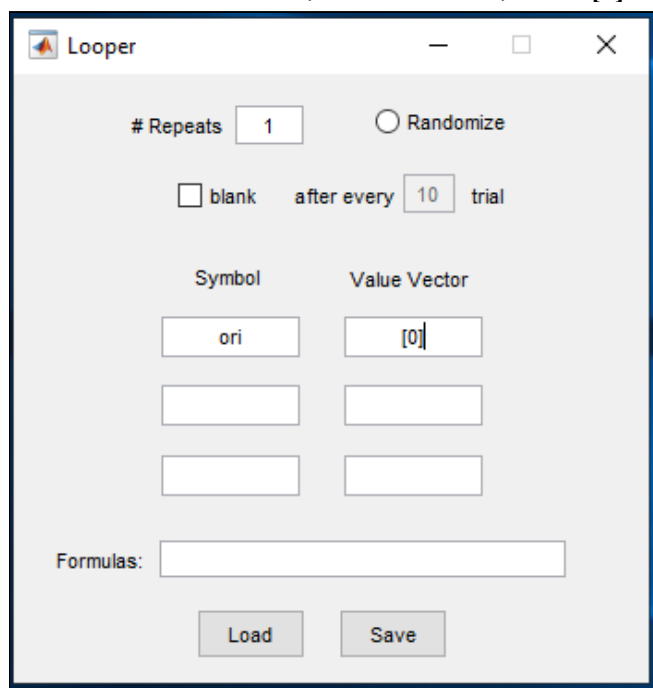 Looper
# Repeats 1 Randomize
blank after every 10 trial
Symbol Value Vector
ori [0]
Formulas:
Load Save